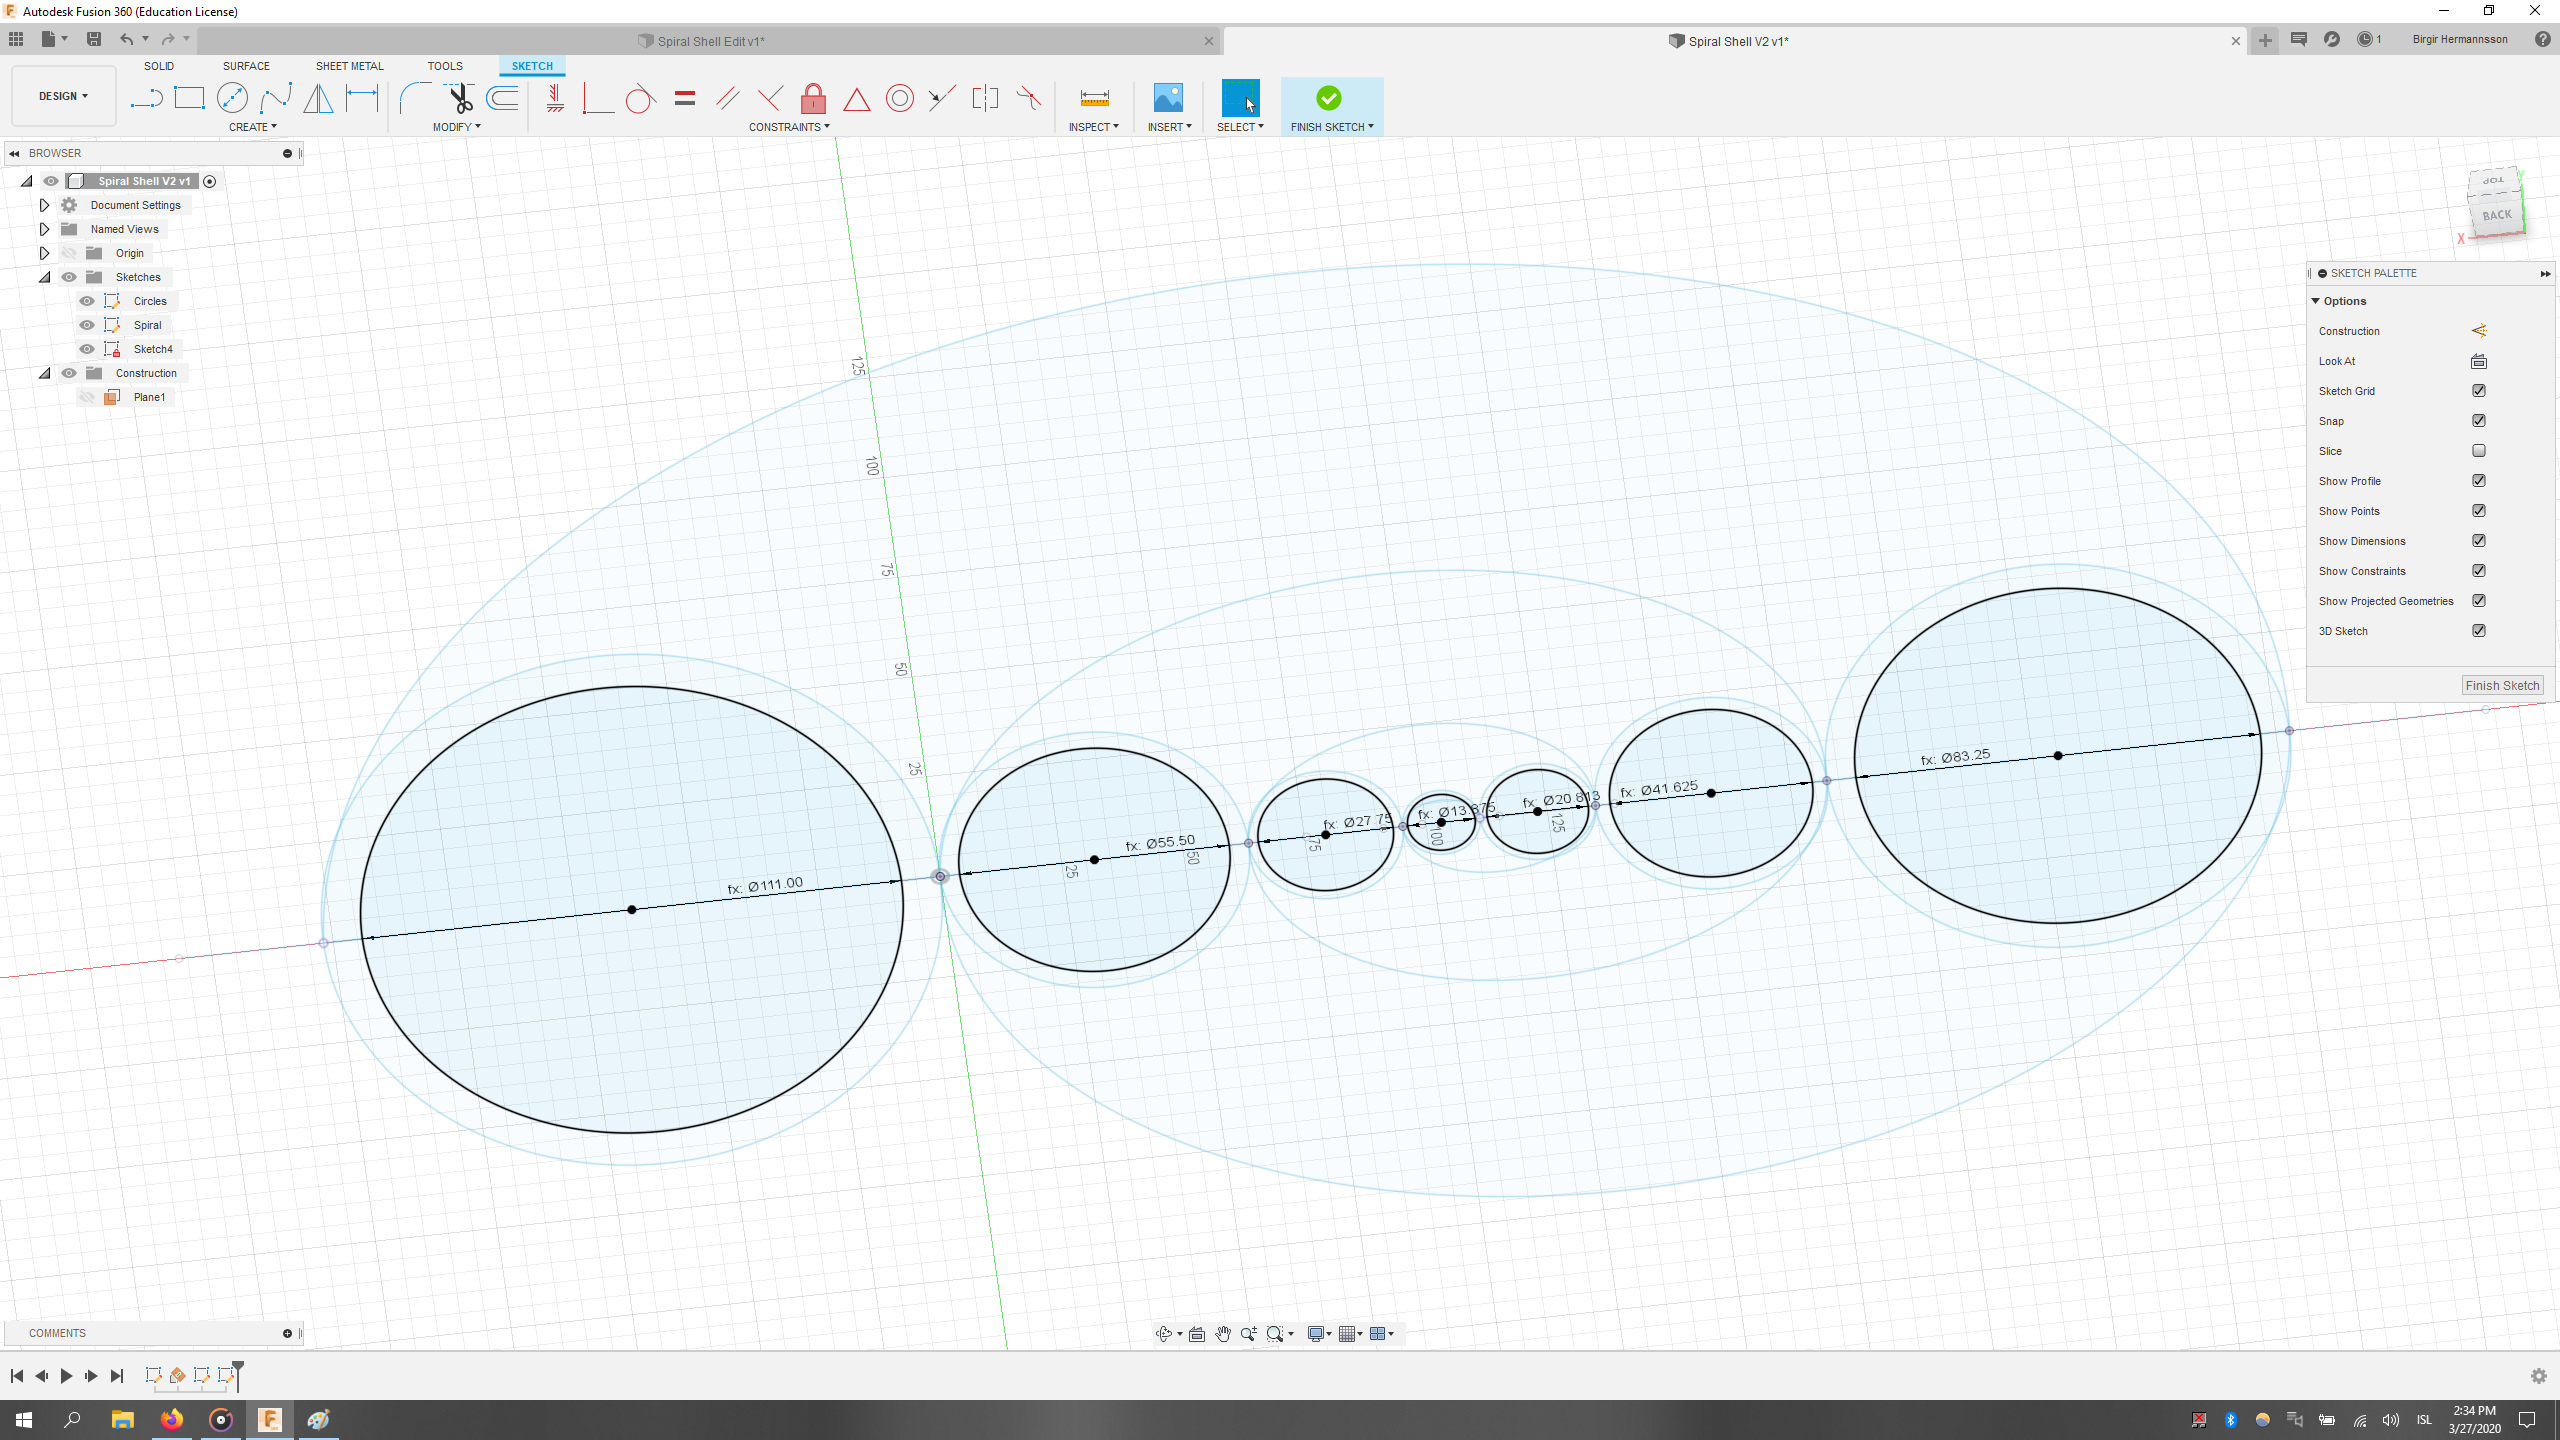 Autodesk Fusion 360 (Education License)
Spiral Shell Edit v1*
Spiral Shell V2 v1*
1
Birgir Hermannsson
SOLID
SURFACE
SHEET METAL
TOOLS
SKETCH
DESIGN
CREATE
MODIFY
CONSTRAINTS
INSPECT
INSERT
SELECT
FINISH SKETCH
BROWSER
Spiral Shell V2 v1
Document Settings
Named Views
Origin
Sketches
Circles
Spiral
Sketch4
Construction
Plane1
TOP
BACK
X
Y
SKETCH PALETTE
Options
Construction
Look At
Sketch Grid
Snap
Slice
Show Profile
Show Points
Show Dimensions
Show Constraints
Show Projected Geometries
3D Sketch
Finish Sketch
125
100
75
50
25
fx: Ø111.00
fx: Ø55.50
fx: Ø27.75
fx: Ø13.875
fx: Ø20.813
fx: Ø41.625
fx: Ø83.25
25
50
75
100
125
COMMENTS
ISL
2:34 PM
3/27/2020